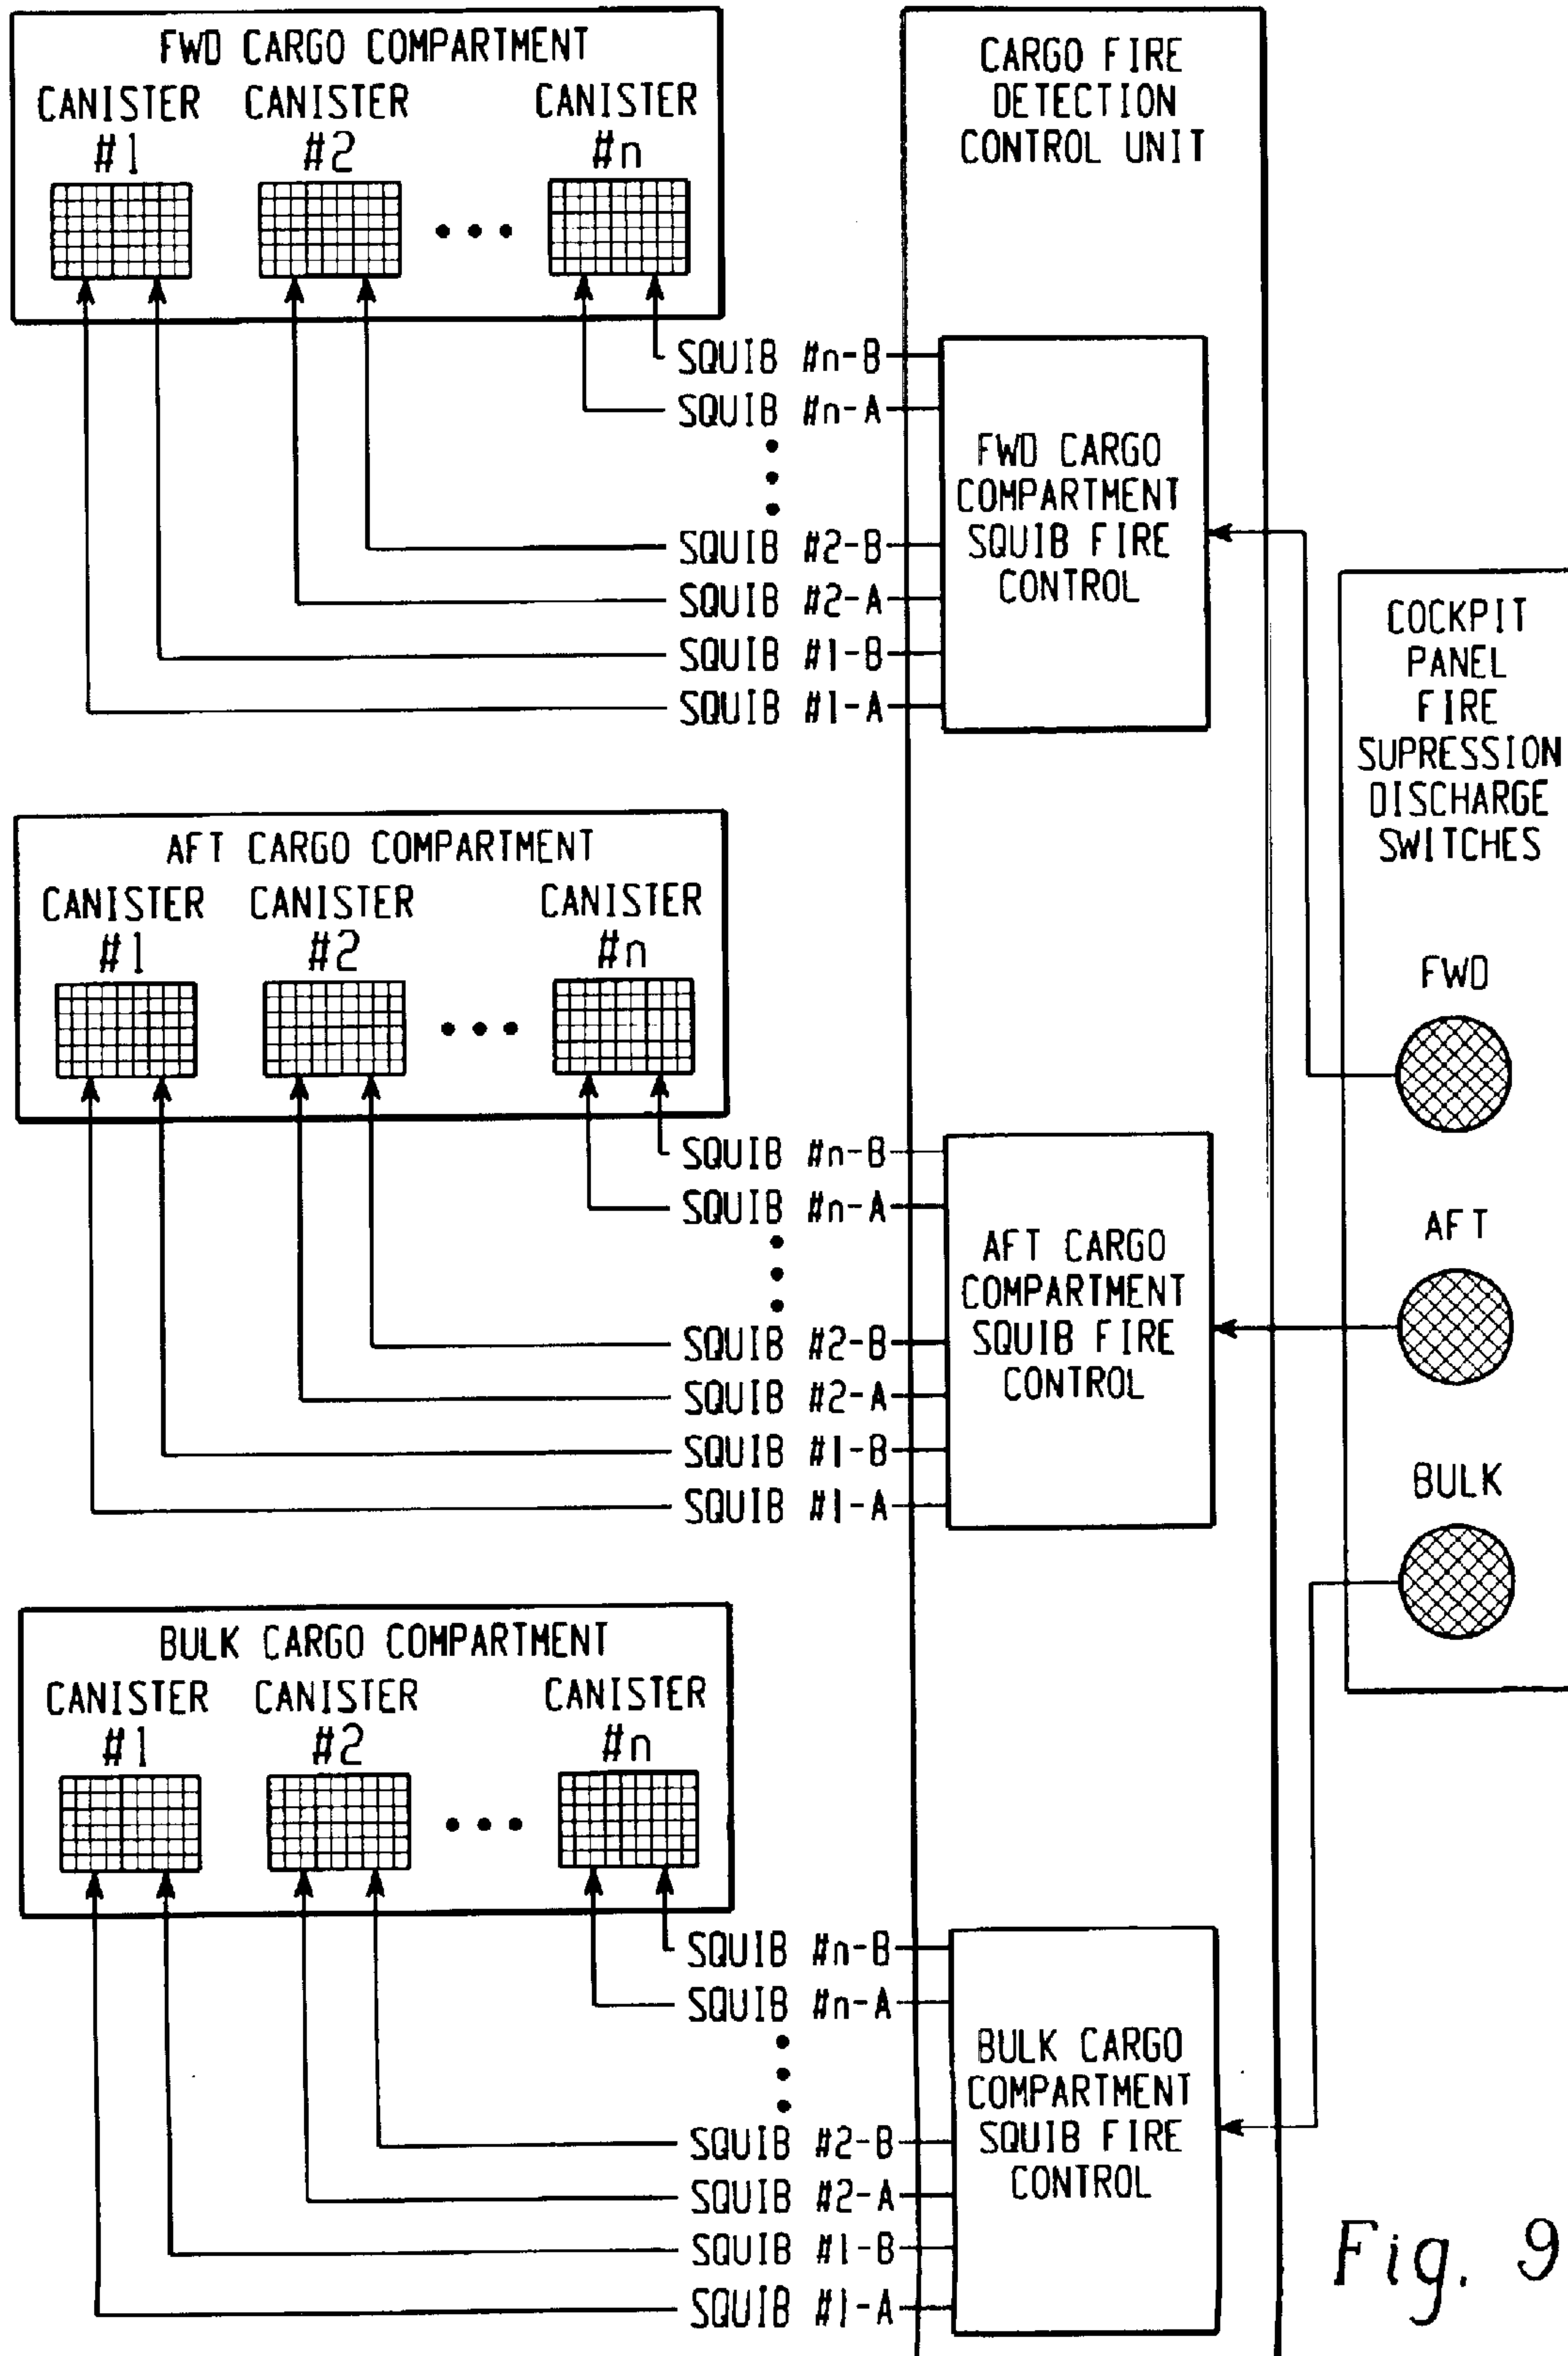 FWD CARGO COMPARTMENT
CANISTER CANISTER CANISTER
#1 #2 #n
SQUIB #n-B
SQUIB #n-A
SQUIB #2-B
SQUIB #2-A
SQUIB #1-B
SQUIB #1-A
AFT CARGO COMPARTMENT
CANISTER CANISTER CANISTER
#1 #2 #n
SQUIB #n-B
SQUIB #n-A
SQUIB #2-B
SQUIB #2-A
SQUIB #1-B
SQUIB #1-A
BULK CARGO COMPARTMENT
CANISTER CANISTER CANISTER
#1 #2 #n
SQUIB #n-B
SQUIB #n-A
SQUIB #2-B
SQUIB #2-A
SQUIB #1-B
SQUIB #1-A
CARGO FIRE
DETECTION
CONTROL UNIT
FWD CARGO
COMPARTMENT
SQUIB FIRE
CONTROL
AFT CARGO
COMPARTMENT
SQUIB FIRE
CONTROL
BULK CARGO
COMPARTMENT
SQUIB FIRE
CONTROL
COCKPIT
PANEL
FIRE
SUPRESSION
DISCHARGE
SWITCHES
FWD
AFT
BULK
Fig. 9